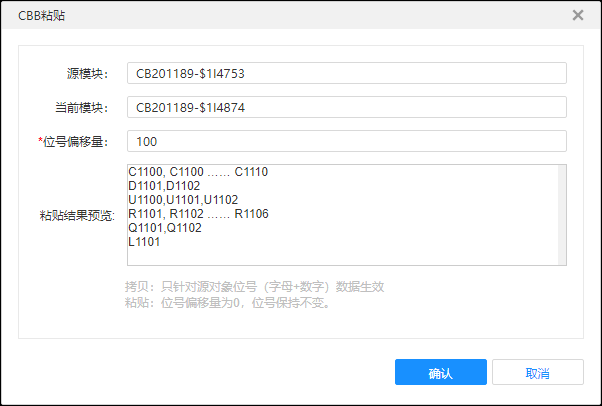 CBB粘贴
源模块： CB201189-$1I4753
当前模块： CB201189-$1I4874
*位号偏移量： 100
粘贴结果预览:
C1100, C1100 …… C1110
D1101,D1102
U1100,U1101,U1102
R1101, R1102 …… R1106
Q1101,Q1102
L1101
拷贝：只针对源对象位号（字母+数字）数据生效
粘贴：位号偏移量为0，位号保持不变。
确认 取消